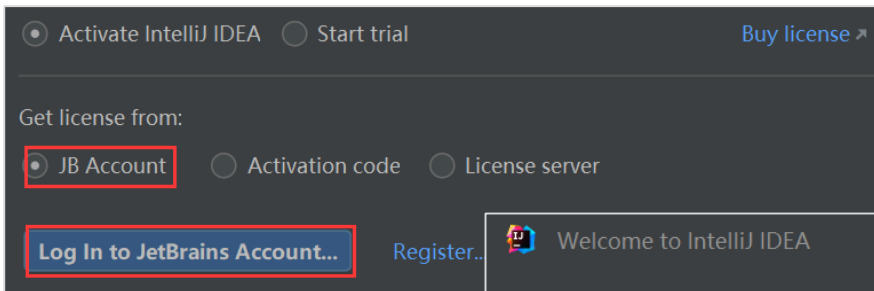 Activate IntelliJ IDEA Start trial Buy license
Get license from:
JB Account Activation code License server
Log In to JetBrains Account... Register... Welcome to IntelliJ IDEA